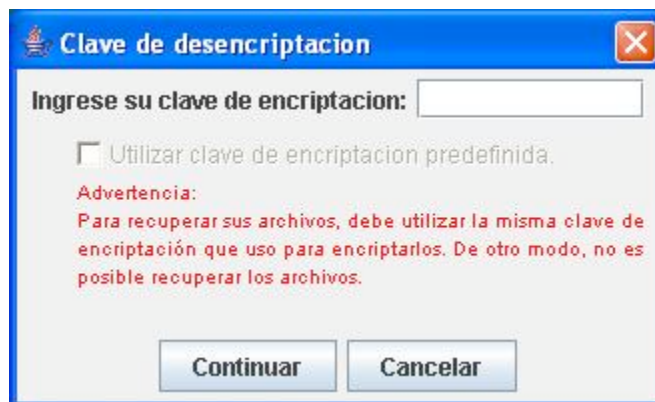 Clave de desencriptacion
Ingrese su clave de encriptacion:
Utilizar clave de encriptacion predefinida.
Advertencia:
Para recuperar sus archivos, debe utilizar la misma clave de
encriptación que uso para encriptarlos. De otro modo, no es
posible recuperar los archivos.
Continuar Cancelar